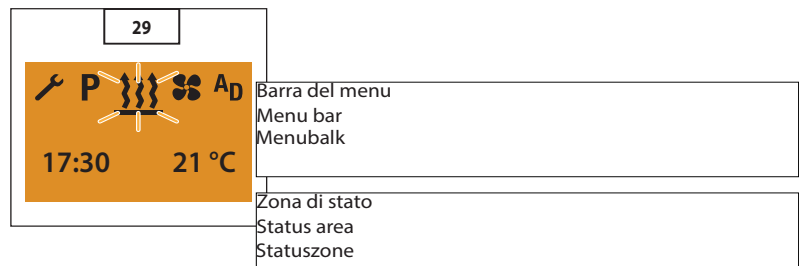 29
P AD
17:30 21 °C
Barra del menu
Menu bar
Menubalk
Zona di stato
Status area
Statuszone